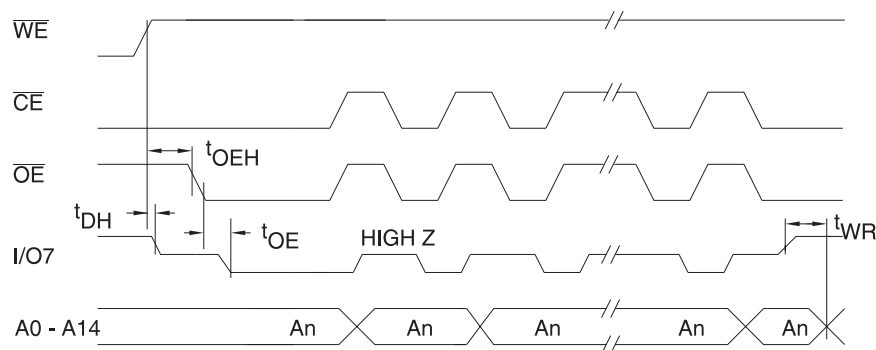 WE
CE
tOEH
OE
tDH
tOE
HIGH Z
tWR
I/O7
A0 - A14
An
An
An
An
An